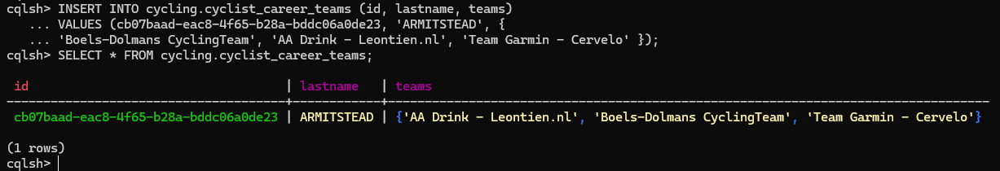 cqlsh> INSERT INTO cycling.cyclist_career_teams (id, lastname, teams)
   ... VALUES (cb07baad-eac8-4f65-b28a-bddc06a0de23, 'ARMITSTEAD', {
   ... 'Boels-Dolmans CyclingTeam', 'AA Drink - Leontien.nl', 'Team Garmin - Cervelo' });
cqlsh> SELECT * FROM cycling.cyclist_career_teams;
 id | lastname | teams
 cb07baad-eac8-4f65-b28a-bddc06a0de23 | ARMITSTEAD | {'AA Drink - Leontien.nl', 'Boels-Dolmans CyclingTeam', 'Team Garmin - Cervelo'}
(1 rows)
cqlsh>